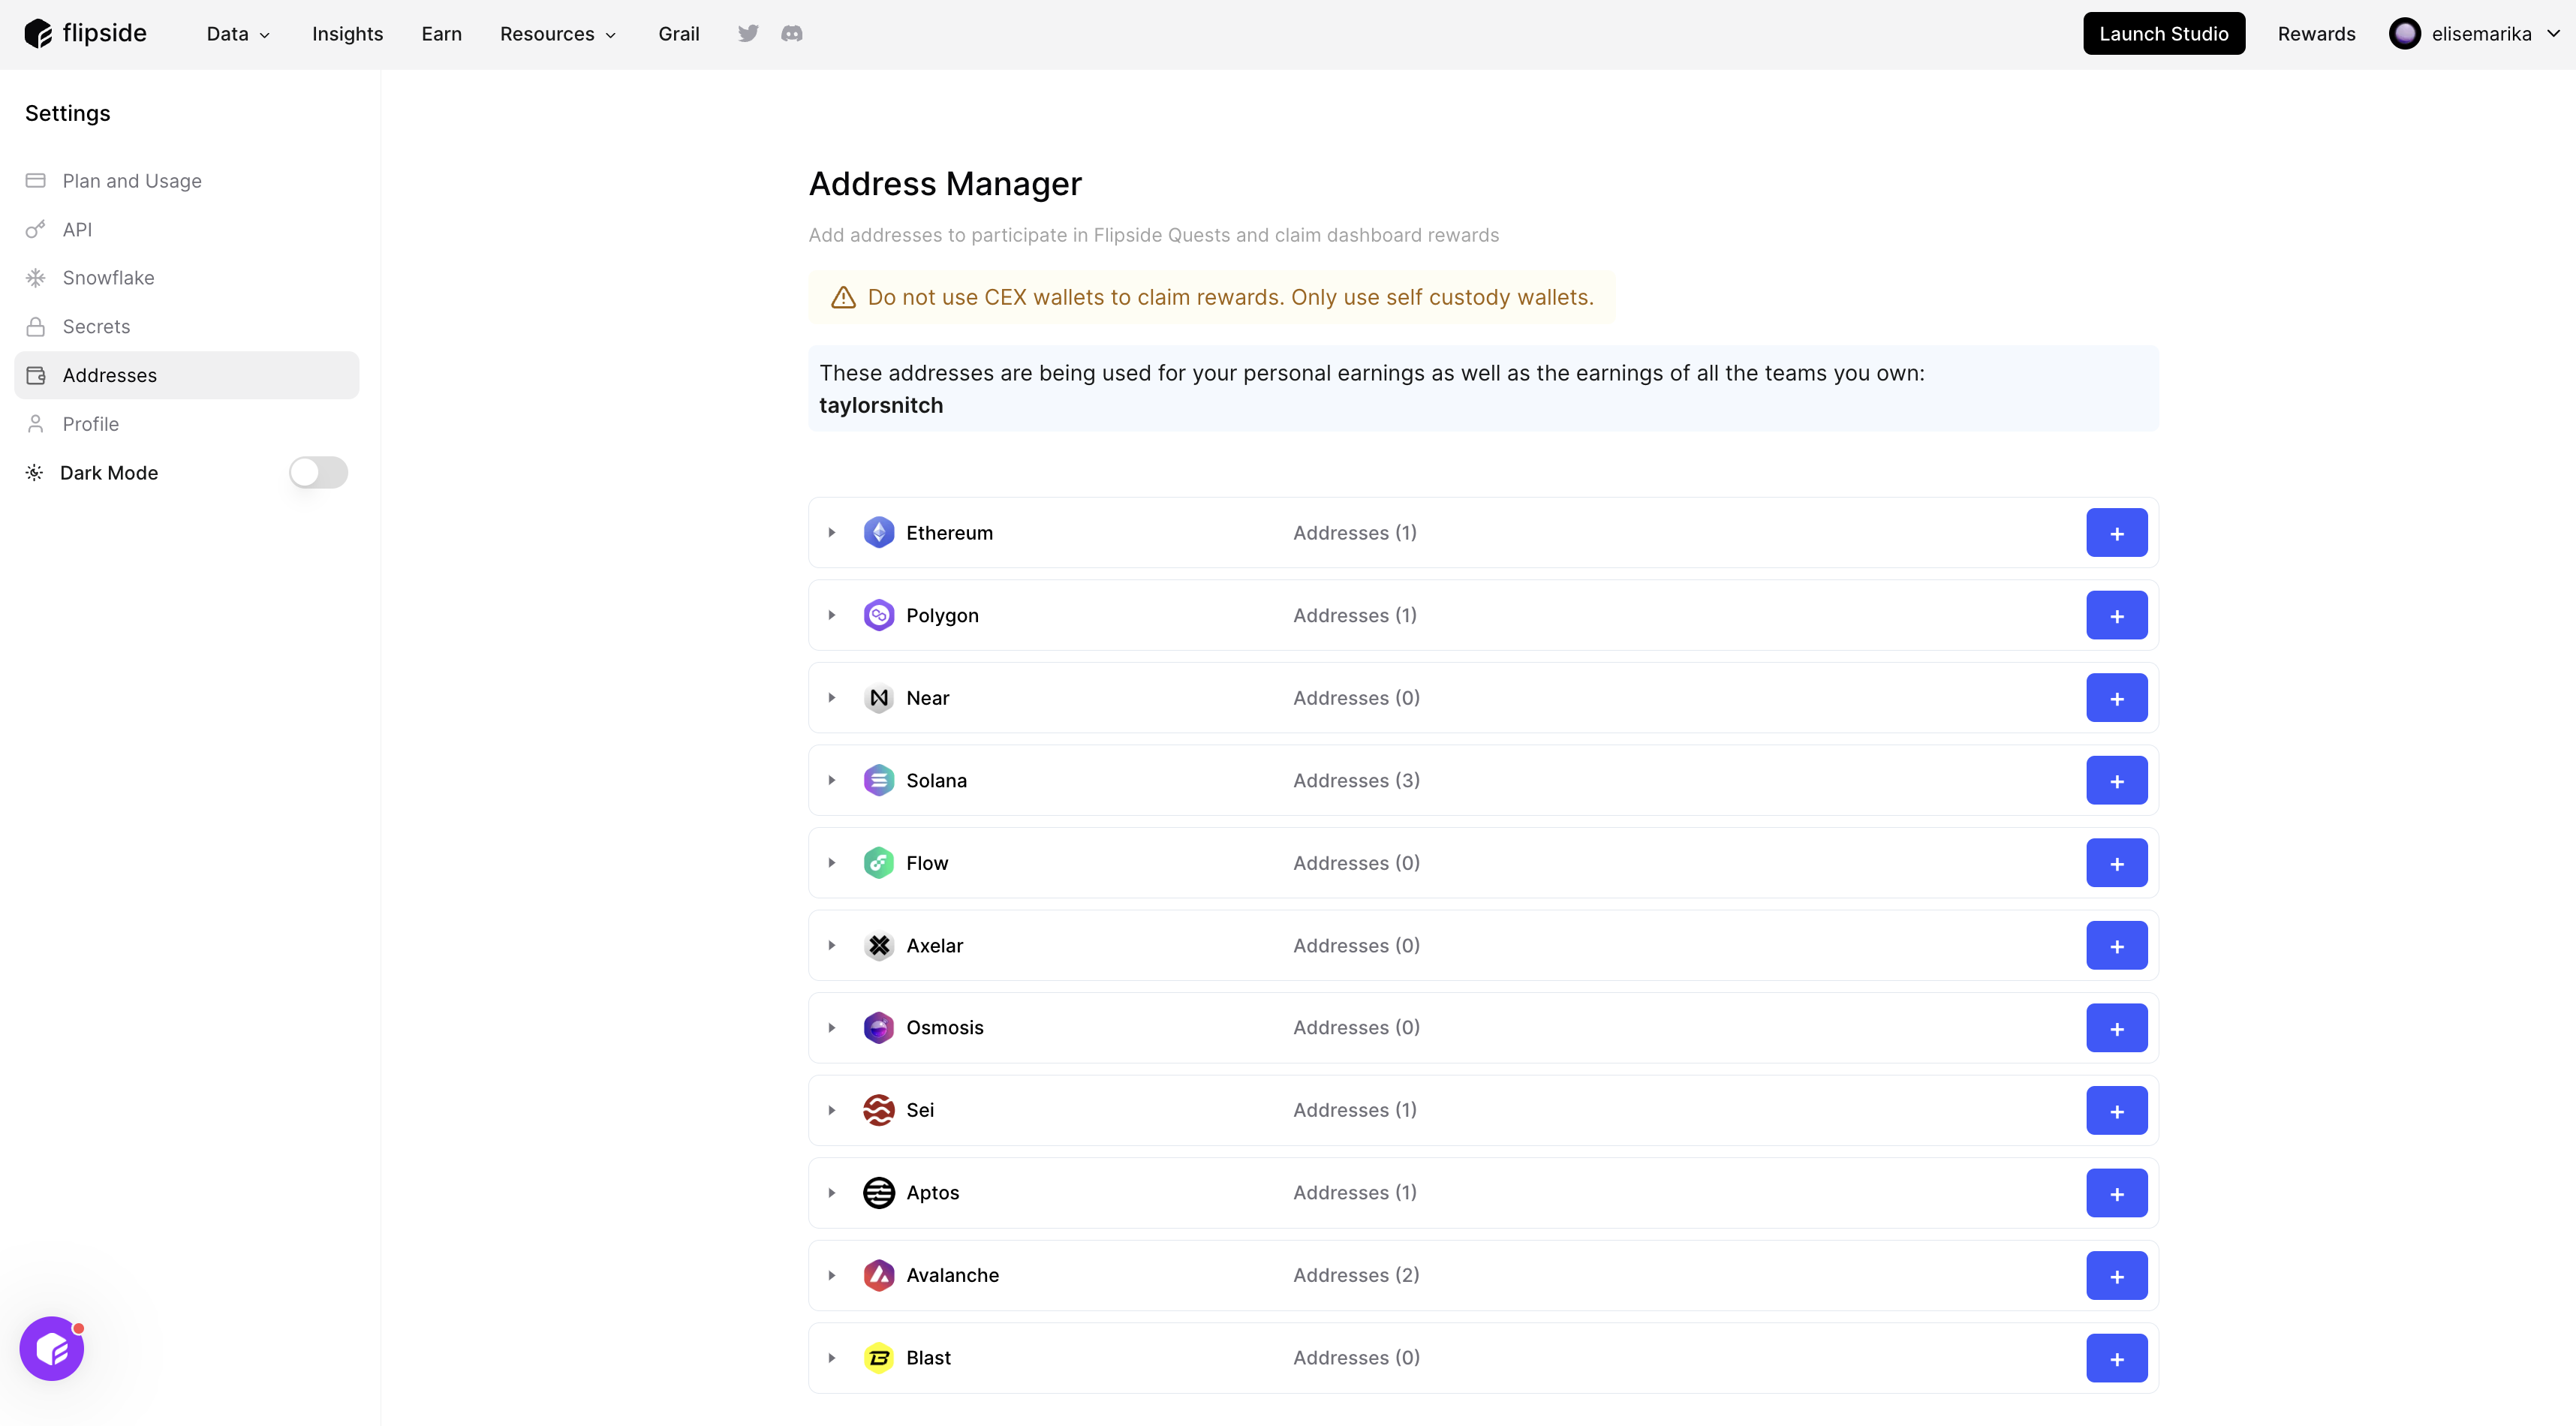 flipside
Data
Insights
Earn
Resources
Grail
Launch Studio
Rewards
elisemarika
Settings
Plan and Usage
API
Snowflake
Secrets
Addresses
Profile
Dark Mode
Address Manager
Add addresses to participate in Flipside Quests and claim dashboard rewards
Do not use CEX wallets to claim rewards. Only use self custody wallets.
These addresses are being used for your personal earnings as well as the earnings of all the teams you own:
taylorsnitch
Ethereum Addresses (1) +
Polygon Addresses (1) +
Near Addresses (0) +
Solana Addresses (3) +
Flow Addresses (0) +
Axelar Addresses (0) +
Osmosis Addresses (0) +
Sei Addresses (1) +
Aptos Addresses (1) +
Avalanche Addresses (2) +
Blast Addresses (0) +